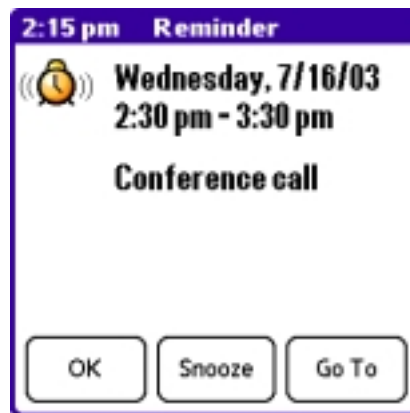 2:15 pm Reminder
Wednesday, 7/16/03
2:30 pm - 3:30 pm
Conference call
OK Snooze Go To